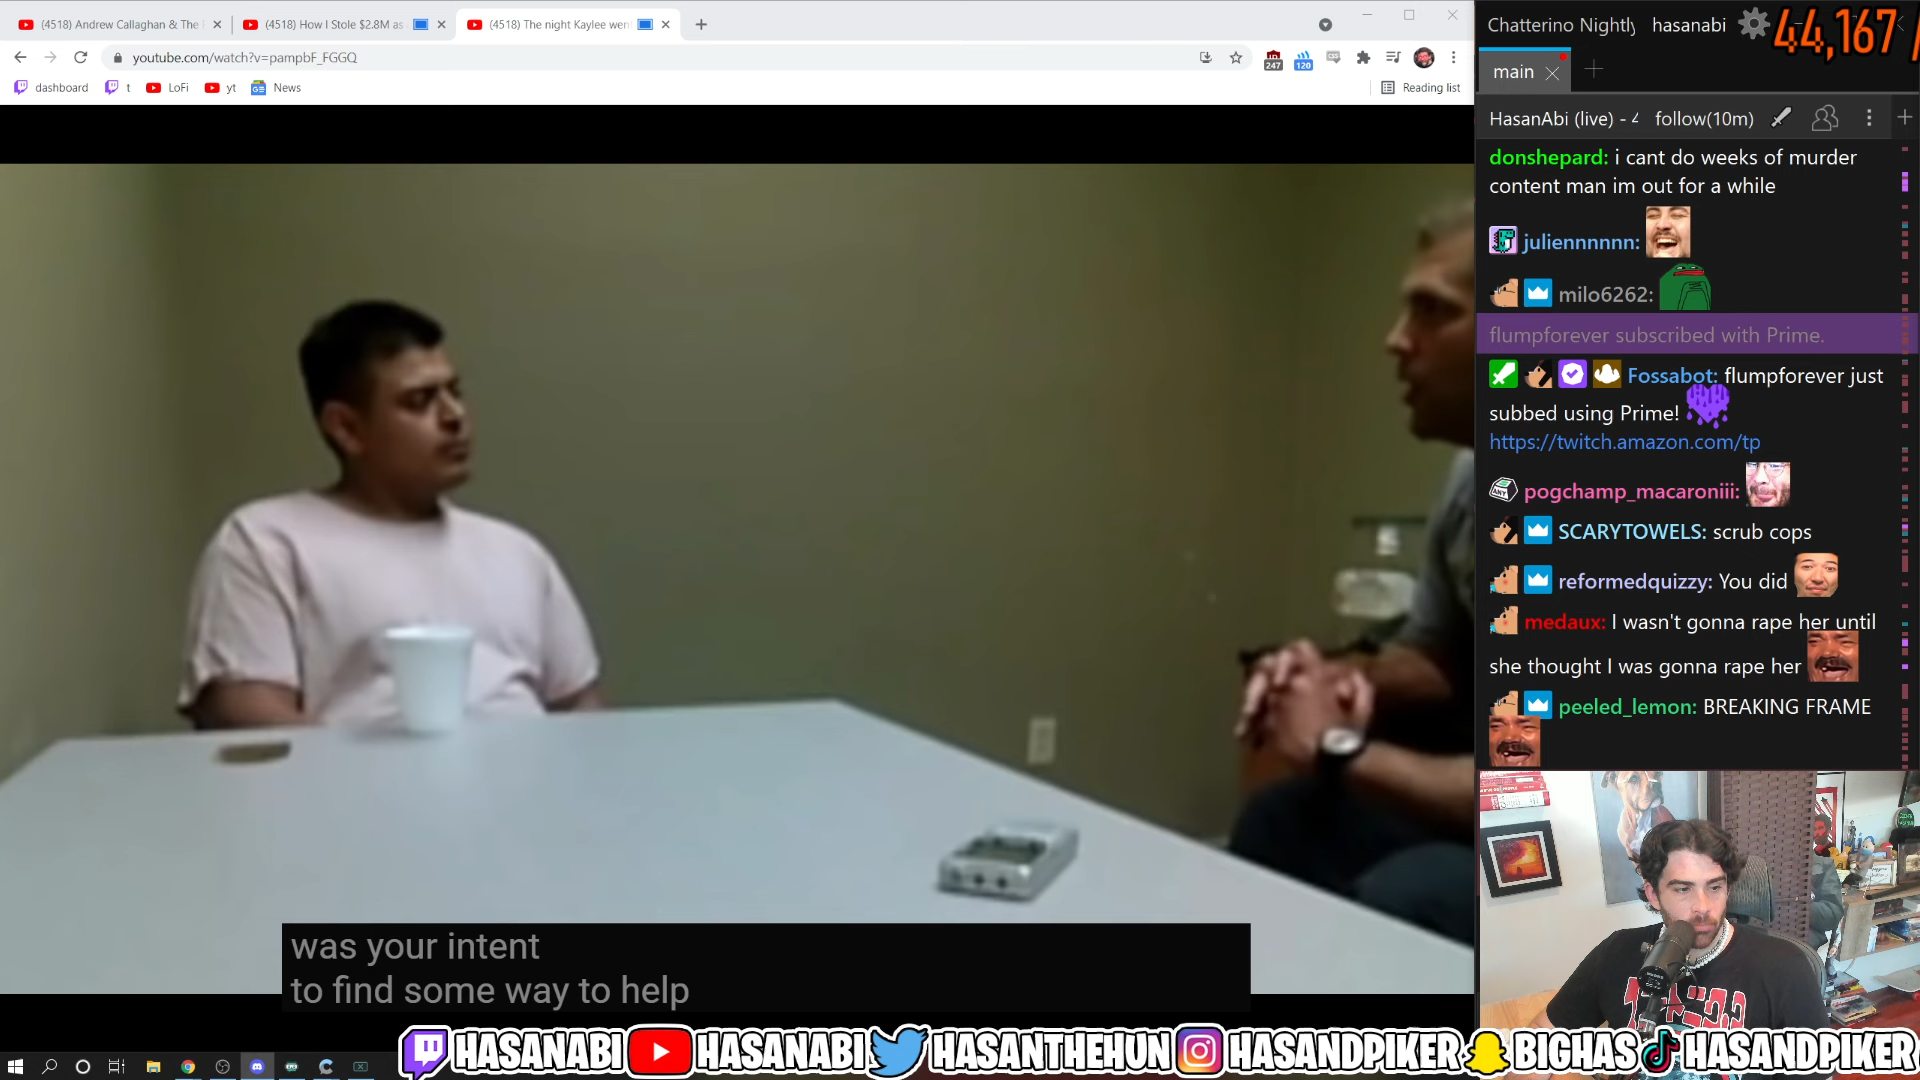 (4518) Andrew Callaghan & The
(4518) How I Stole $2.8M as
(4518) The night Kaylee wen
youtube.com/watch?v=pampbF_FGGQ
247
120
dashboard
t
LoFi
yt
News
Reading list
was your intent
to find some way to help
Chatterino Nightly
hasanabi
44,167 /
main
HasanAbi (live) - 4
follow(10m)
donshepard: i cant do weeks of murder
content man im out for a while
juliennnnnn:
milo6262:
flumpforever subscribed with Prime.
Fossabot: flumpforever just
subbed using Prime!
https://twitch.amazon.com/tp
pogchamp_macaroniii:
SCARYTOWELS: scrub cops
reformedquizzy: You did
medaux: I wasn't gonna rape her until
she thought I was gonna rape her
peeled_lemon: BREAKING FRAME
HASANABI
HASANABI
HASANTHEHUN
HASANDPIKER
BIGHAS
HASANDPIKER